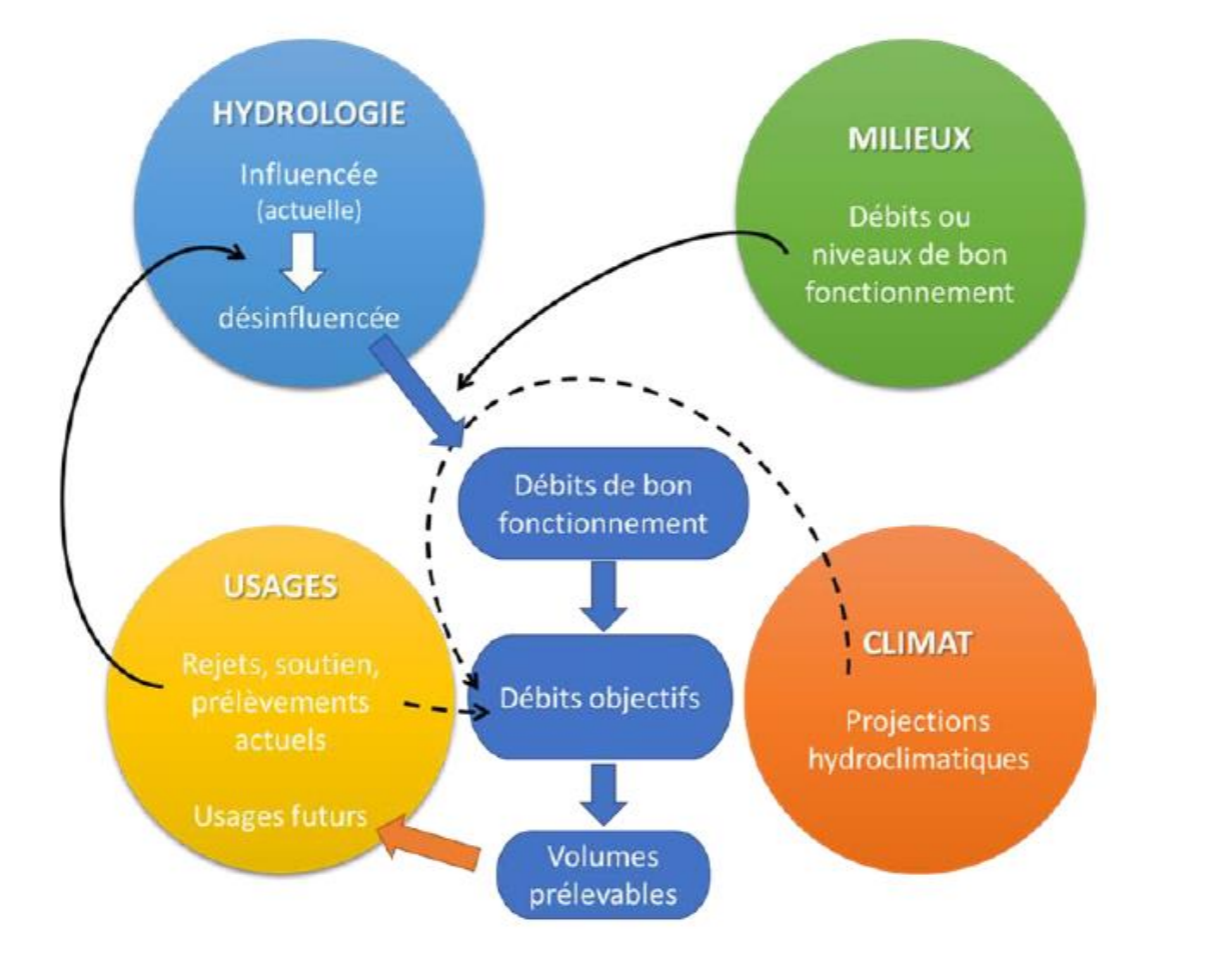 HYDROLOGIE
Influencée
(actuelle)
désinfluencée
MILIEUX
Débits ou
niveaux de bon
fonctionnement
Débits de bon
fonctionnement
USAGES
Rejets, soutien,
prélèvements
actuels
Usages futurs
Débits objectifs
CLIMAT
Projections
hydroclimatiques
Volumes
prélevables